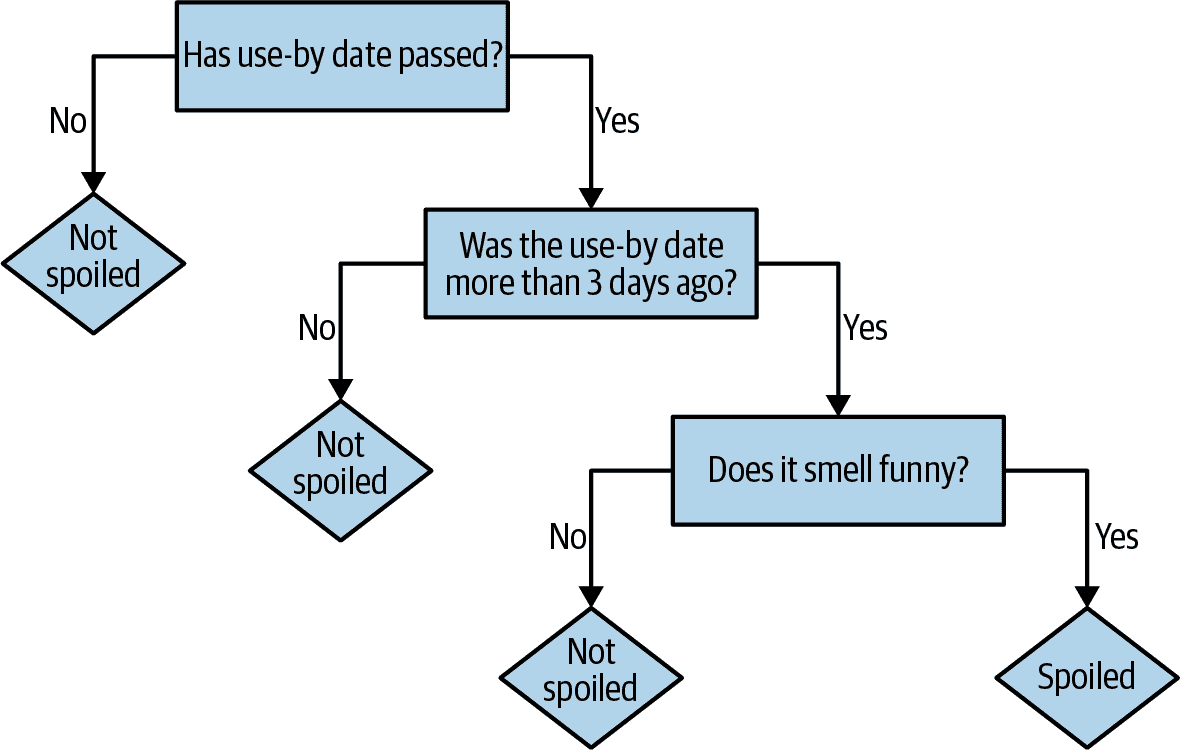 Has use-by date passed?
No
Yes
Not
spoiled
Was the use-by date
more than 3 days ago?
No
Yes
Not
spoiled
Does it smell funny?
No
Yes
Not
spoiled
Spoiled